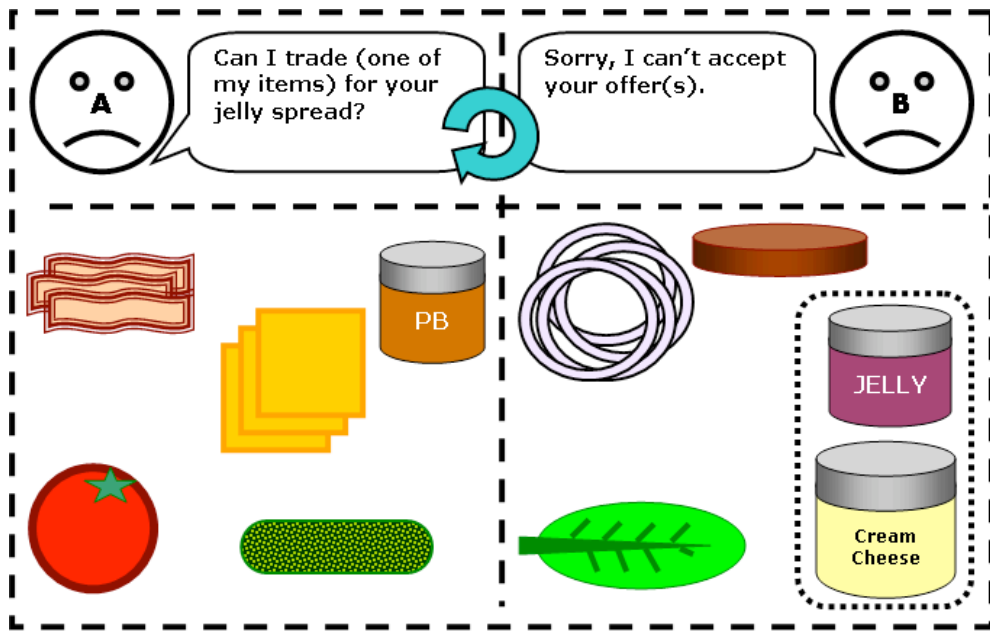 A
Can I trade (one of
my items) for your
jelly spread?
Sorry, I can't accept
your offer(s).
B
PB
JELLY
Cream
Cheese